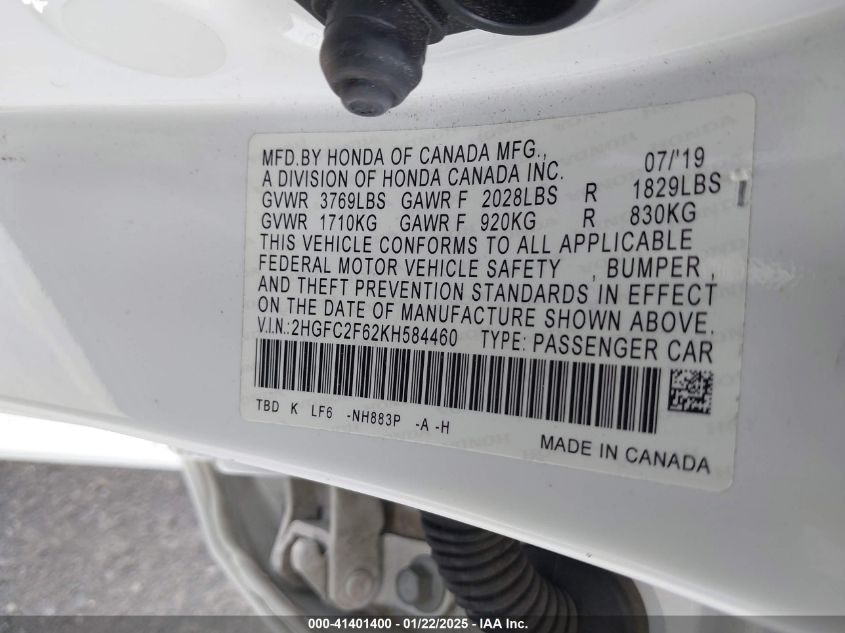 MFD.BY HONDA OF CANADA MFG., 07/'19
A DIVISION OF HONDA CANADA INC.
GVWR 3769LBS GAWR F 2028LBS R 1829LBS
GVWR 1710KG GAWR F 920KG R 830KG
THIS VEHICLE CONFORMS TO ALL APPLICABLE
FEDERAL MOTOR VEHICLE SAFETY , BUMPER ,
AND THEFT PREVENTION STANDARDS IN EFFECT
ON THE DATE OF MANUFACTURE SHOWN ABOVE.
V.I.N.:2HGFC2F62KH584460 TYPE: PASSENGER CAR
TBD K LF6 -NH883P -A -H
MADE IN CANADA
000-41401400 - 01/22/2025 - IAA Inc.